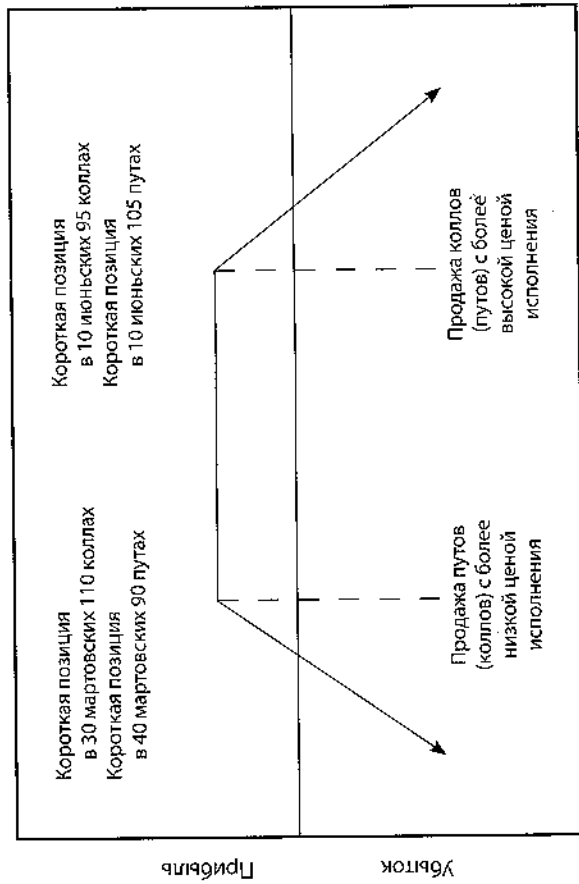 Короткая позиция
в 30 мартовских 110 коллах
Короткая позиция
в 40 мартовских 90 путах
Короткая позиция
в 10 июньских 95 коллах
Короткая позиция
в 10 июньских 105 путах
Прибыль
Убыток
Продажа путов
(коллов) с более
низкой ценой
исполнения
Продажа коллов
(путов) с более
высокой ценой
исполнения